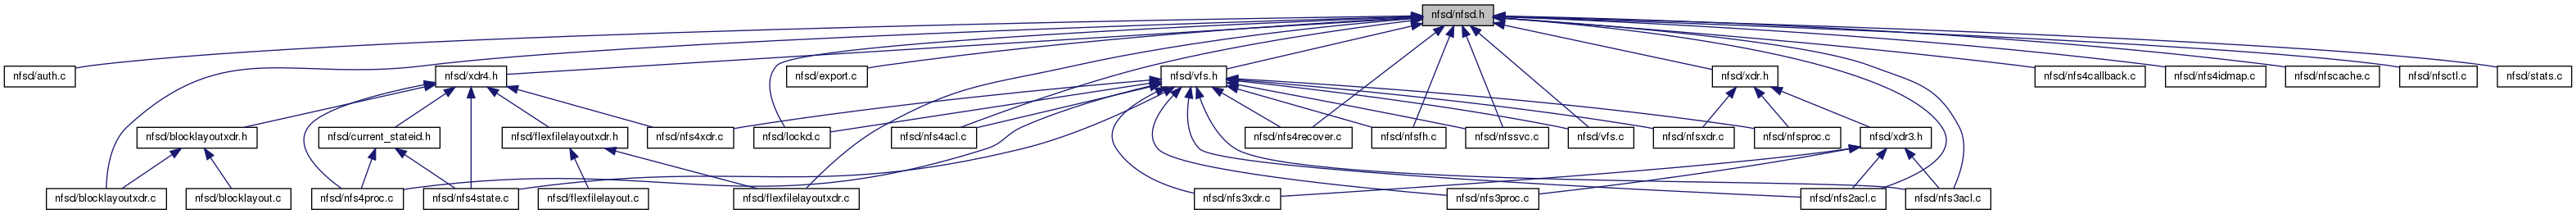 nfsd/nfsd.h
nfsd/auth.c
nfsd/xdr4.h
nfsd/export.c
nfsd/vfs.h
nfsd/xdr.h
nfsd/nfs4callback.c
nfsd/nfs4idmap.c
nfsd/nfscache.c
nfsd/nfsctl.c
nfsd/stats.c
nfsd/blocklayoutxdr.h
nfsd/current_stateid.h
nfsd/flexfilelayoutxdr.h
nfsd/nfs4xdr.c
nfsd/lockd.c
nfsd/nfs4acl.c
nfsd/nfs4recover.c
nfsd/nfsfh.c
nfsd/nfssvc.c
nfsd/vfs.c
nfsd/nfsxdr.c
nfsd/nfsproc.c
nfsd/xdr3.h
nfsd/blocklayoutxdr.c
nfsd/blocklayout.c
nfsd/nfs4proc.c
nfsd/nfs4state.c
nfsd/flexfilelayout.c
nfsd/flexfilelayoutxdr.c
nfsd/nfs3xdr.c
nfsd/nfs3proc.c
nfsd/nfs2acl.c
nfsd/nfs3acl.c